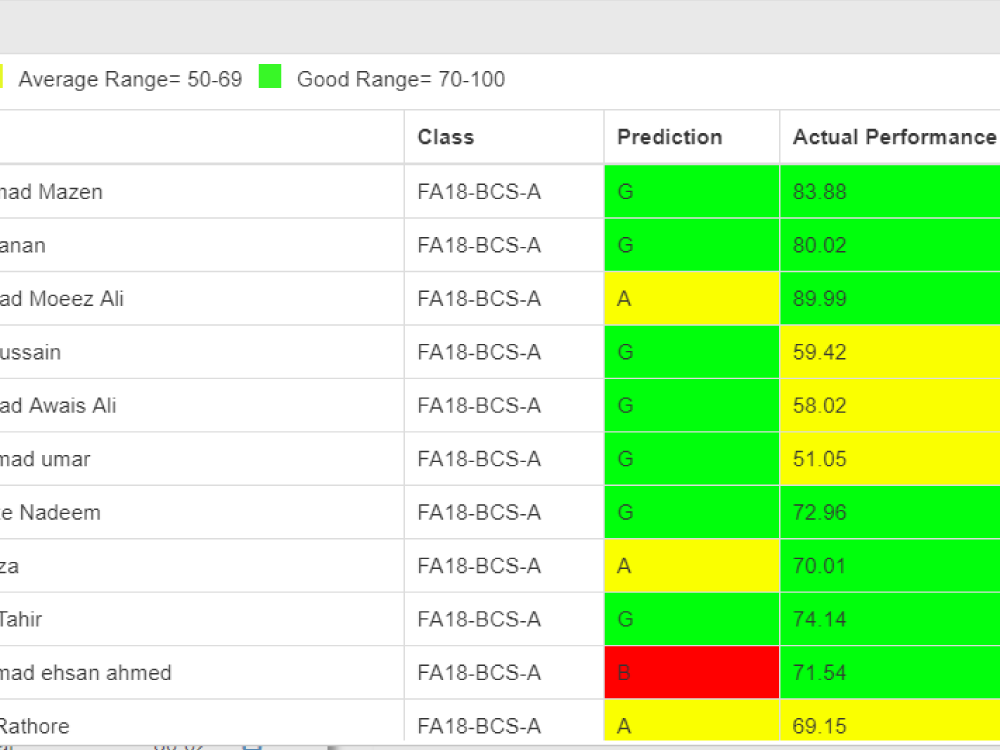 Average Range= 50-69 Good Range= 70-100
Class Prediction Actual Performance
mad Mazen FA18-BCS-A G 83.88
anan FA18-BCS-A G 80.02
ad Moeez Ali FA18-BCS-A A 89.99
ussain FA18-BCS-A G 59.42
ad Awais Ali FA18-BCS-A G 58.02
mad umar FA18-BCS-A G 51.05
e Nadeem FA18-BCS-A G 72.96
za FA18-BCS-A A 70.01
Tahir FA18-BCS-A G 74.14
mad ehsan ahmed FA18-BCS-A B 71.54
Rathore FA18-BCS-A A 69.15